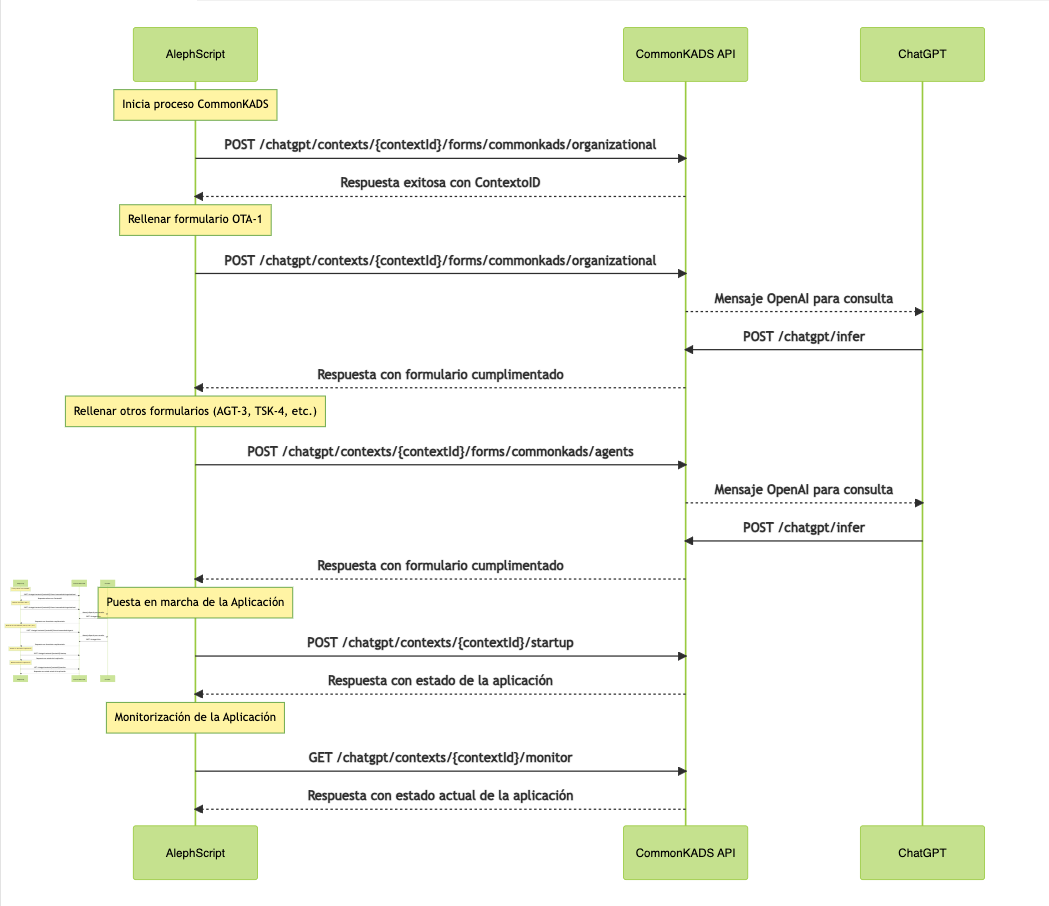 AlephScript
CommonKADS API
ChatGPT
Inicia proceso CommonKADS
POST /chatgpt/contexts/{contextId}/forms/commonkads/organizational
Respuesta exitosa con ContextoID
Rellenar formulario OTA-1
POST /chatgpt/contexts/{contextId}/forms/commonkads/organizational
Mensaje OpenAI para consulta
POST /chatgpt/infer
Respuesta con formulario cumplimentado
Rellenar otros formularios (AGT-3, TSK-4, etc.)
POST /chatgpt/contexts/{contextId}/forms/commonkads/agents
Mensaje OpenAI para consulta
POST /chatgpt/infer
Respuesta con formulario cumplimentado
Puesta en marcha de la Aplicación
POST /chatgpt/contexts/{contextId}/startup
Respuesta con estado de la aplicación
Monitorización de la Aplicación
GET /chatgpt/contexts/{contextId}/monitor
Respuesta con estado actual de la aplicación
AlephScript
CommonKADS API
ChatGPT